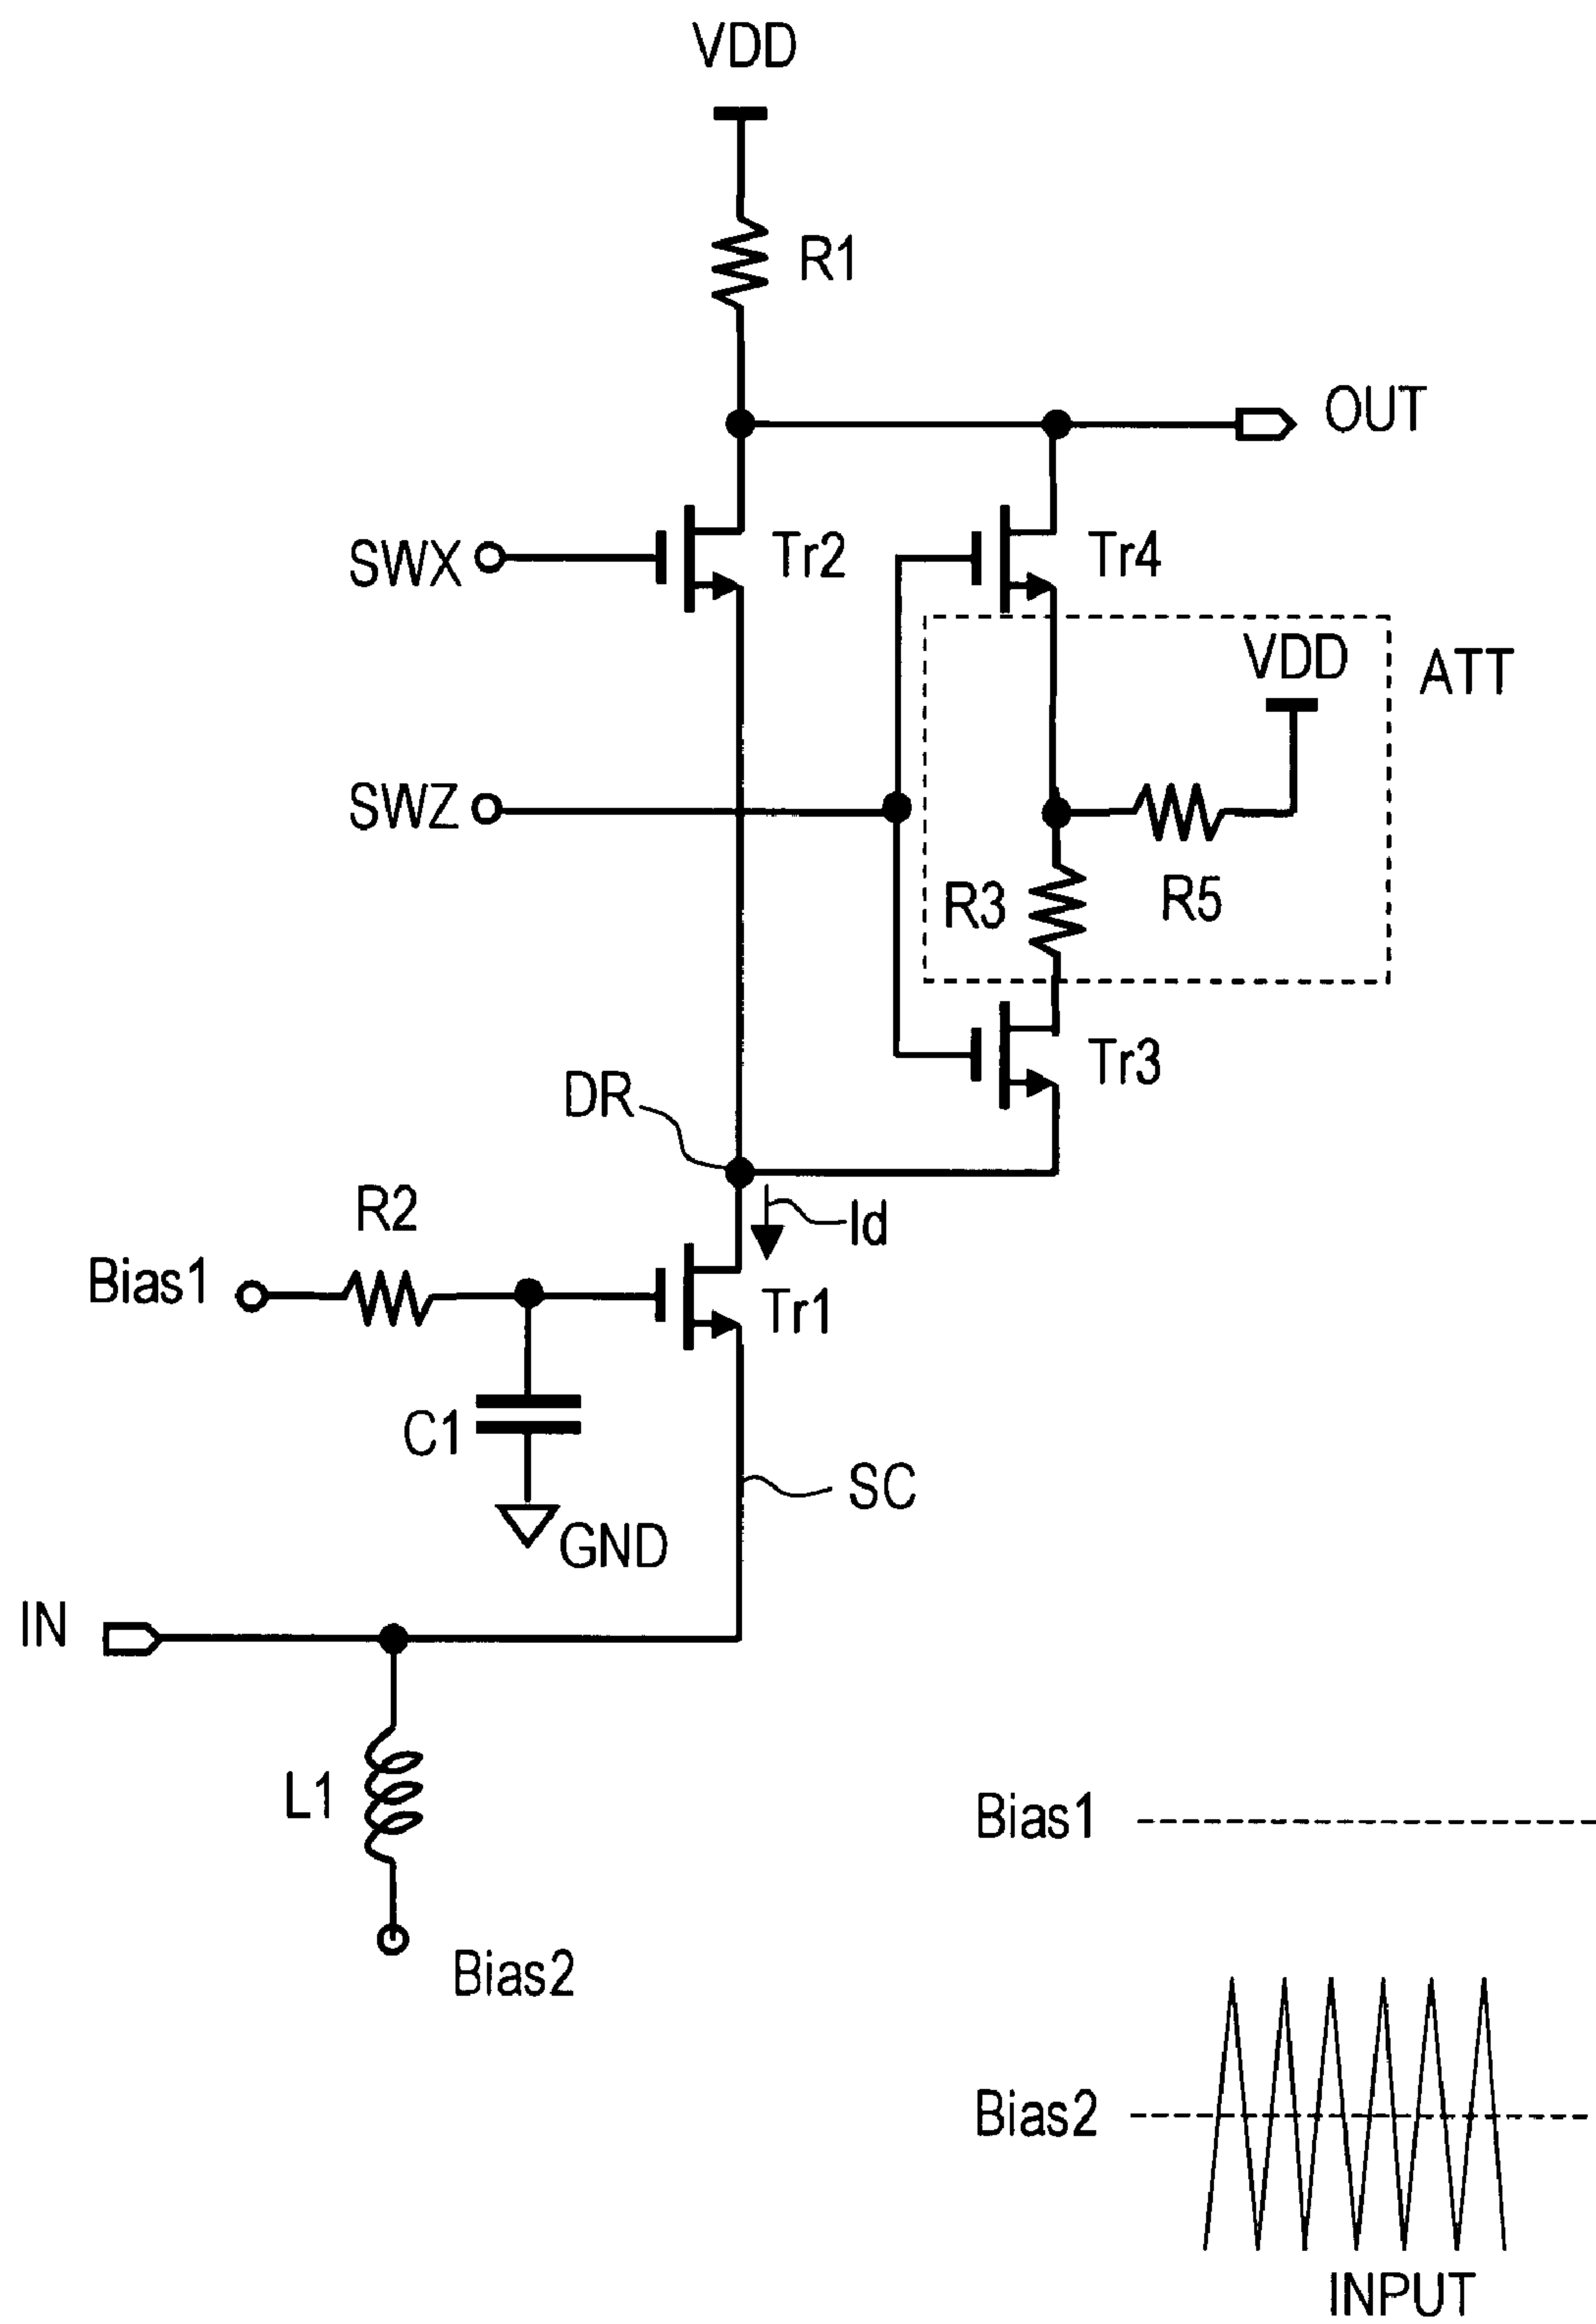 VDD
R1
OUT
SWX
Tr2
Tr4
VDD
ATT
SWZ
R3
R5
Tr3
DR
R2
Id
Bias1
Tr1
C1
SC
GND
IN
L1
Bias1
Bias2
Bias2
INPUT